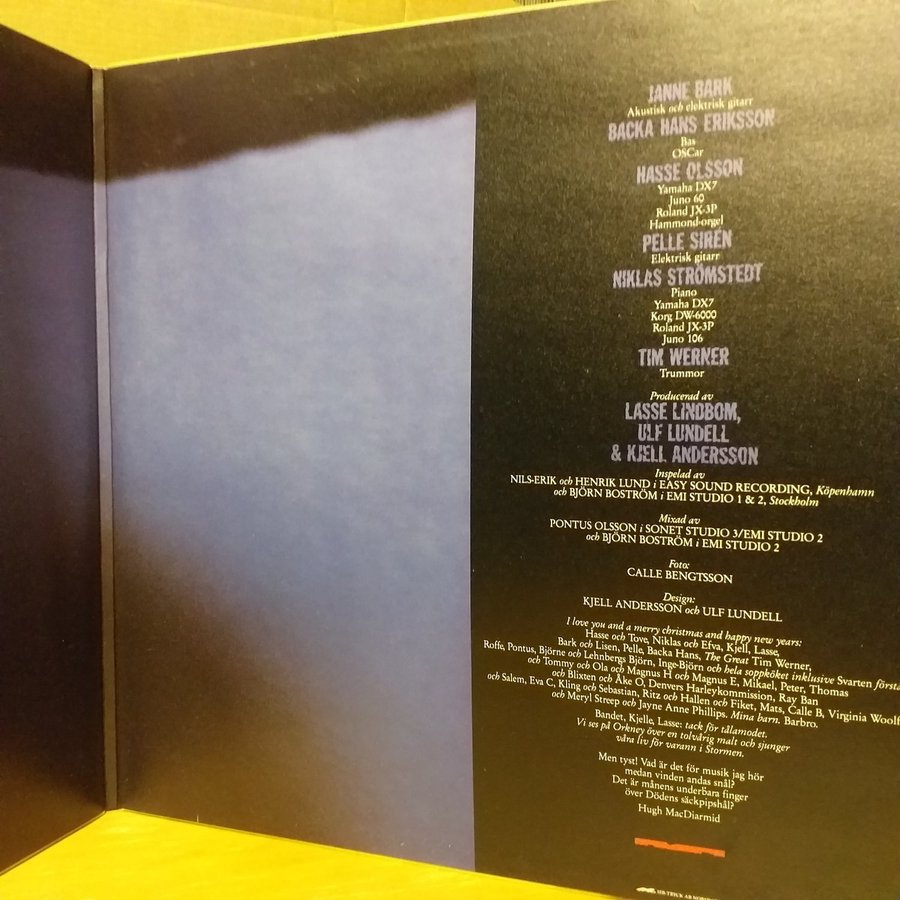 JANNE BARK
Akustisk och elektrisk gitarr
BACKA HANS ERIKSSON
Bas
OSCar
HASSE OLSSON
Yamaha DX7
Juno 60
Roland JX-3P
Hammond-orgel
PELLE SIRÉN
Elektrisk gitarr
NIKLAS STRÖMSTEDT
Piano
Yamaha DX7
Korg DW-6000
Roland JX-3P
Juno 106
TIM WERNER
Trummor
Producerad av
LASSE LINDBOM,
ULF LUNDELL
& KJELL ANDERSSON
Inspelad av
NILS-ERIK och HENRIK LUND i EASY SOUND RECORDING, Köpenhamn
och BJÖRN BOSTRÖM i EMI STUDIO 1 & 2, Stockholm
Mixad av
PONTUS OLSSON i SONET STUDIO 3/EMI STUDIO 2
och BJÖRN BOSTRÖM i EMI STUDIO 2
Foto:
CALLE BENGTSSON
Design:
KJELL ANDERSSON och ULF LUNDELL
I love you and a merry christmas and happy new years:
Hasse och Tove, Niklas och Efva, Kjell, Lasse,
Bark och Lisen, Pelle, Backa Hans, The Great Tim Werner,
Roffe, Pontus, Björne och Lehnbergs Björn, Inge-Björn och hela soppköket inklusive Svarten förstå
och Tommy och Ola och Magnus H och Magnus E, Mikael, Peter, Thomas
och Blixten och Åke O, Denvers Harleykommission, Ray Ban
och Salem, Eva C, Kling och Sebastian, Ritz och Hallen och Fiket, Mats, Calle B, Virginia Woolf
och Meryl Streep och Jayne Anne Phillips. Mina barn. Barbro.
Bandet, Kjelle, Lasse: tack för tålamodet.
Vi ses på Orkney över en tolvårig malt och sjunger
våra liv för varann i Stormen.
Men tyst! Vad är det för musik jag hör
medan vinden andas snål?
Det är månens underbara finger
över Dödens säckpipshål?
Hugh MacDiarmid